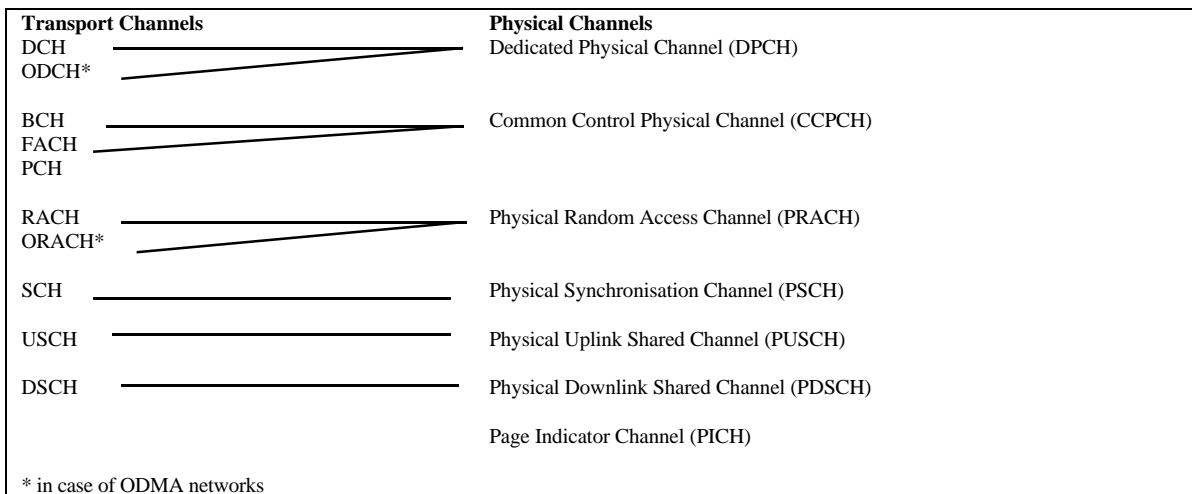 Transport Channels Physical Channels
DCH Dedicated Physical Channel (DPCH)
ODCH*
BCH Common Control Physical Channel (CCPCH)
FACH
PCH
RACH Physical Random Access Channel (PRACH)
ORACH*
SCH Physical Synchronisation Channel (PSCH)
USCH Physical Uplink Shared Channel (PUSCH)
DSCH Physical Downlink Shared Channel (PDSCH)
Page Indicator Channel (PICH)
* in case of ODMA networks